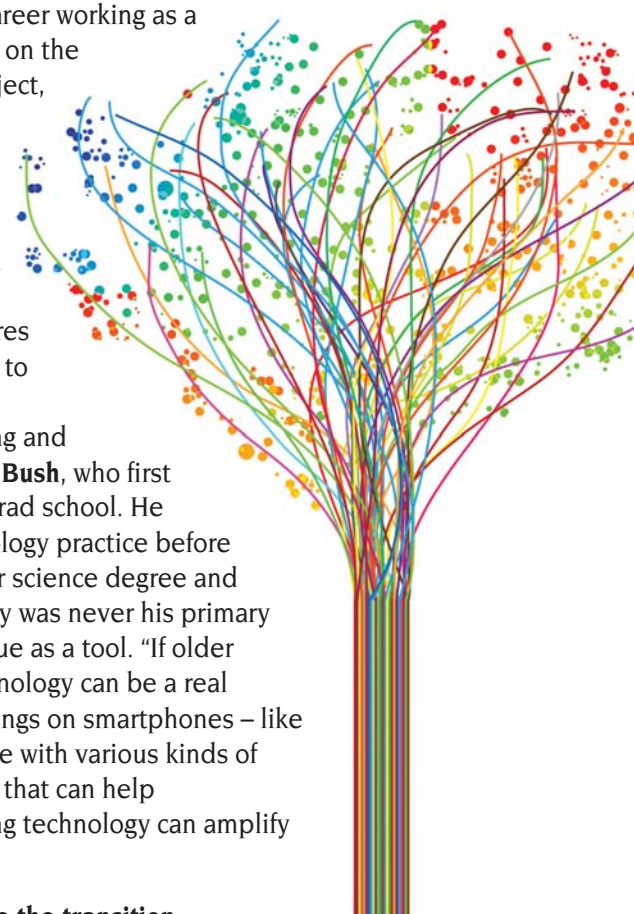 areer working as a
on the
ject,
res
to
ng and
Bush, who first
rad school. He
ology practice before
r science degree and
y was never his primary
ue as a tool. “If older
nology can be a real
ings on smartphones – like
e with various kinds of
that can help
ng technology can amplify